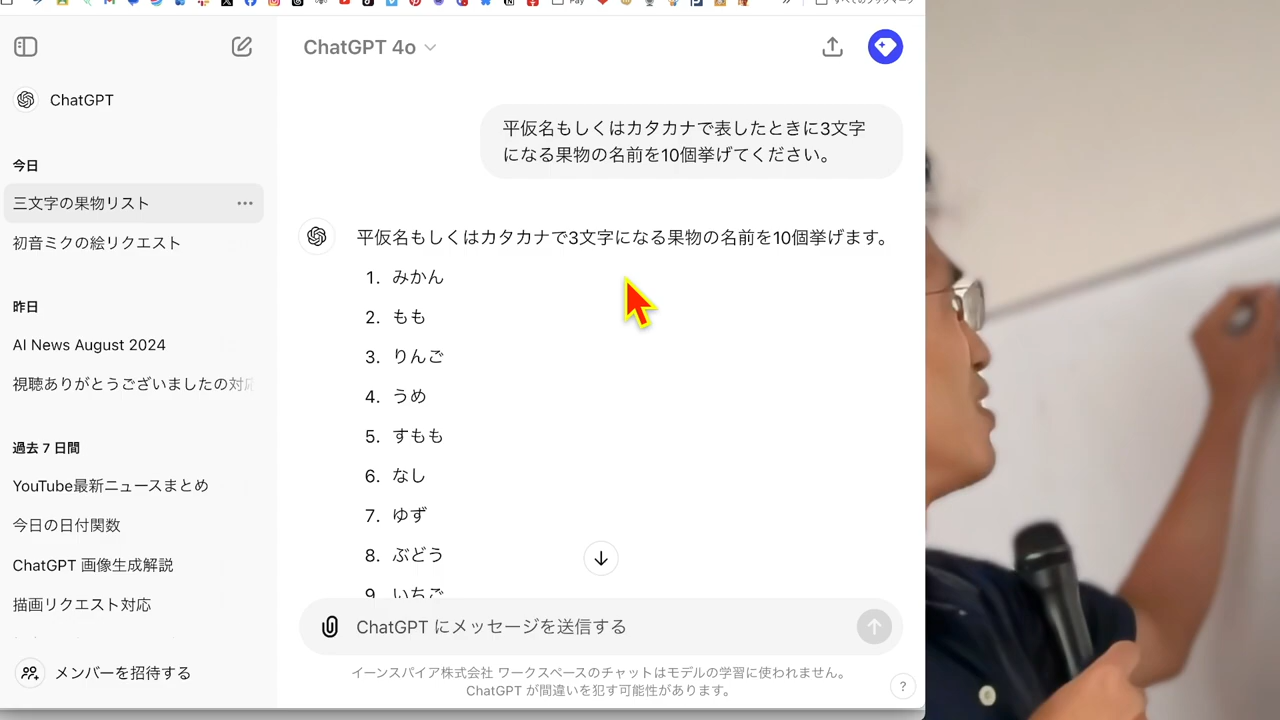 ChatGPT 4o
ChatGPT
今日
三文字の果物リスト
初音ミクの絵リクエスト
昨日
AI News August 2024
視聴ありがとうございましたの対応
過去 7 日間
YouTube最新ニュースまとめ
今日の日付関数
ChatGPT 画像生成解説
描画リクエスト対応
メンバーを招待する
平仮名もしくはカタカナで表したときに3文字
になる果物の名前を10個挙げてください。
平仮名もしくはカタカナで3文字になる果物の名前を10個挙げます。
1. みかん
2. もも
3. りんご
4. うめ
5. すもも
6. なし
7. ゆず
8. ぶどう
9. いちご
ChatGPT にメッセージを送信する
イーンスパイア株式会社 ワークスペースのチャットはモデルの学習に使われません。
ChatGPT が間違いを犯す可能性があります。
?